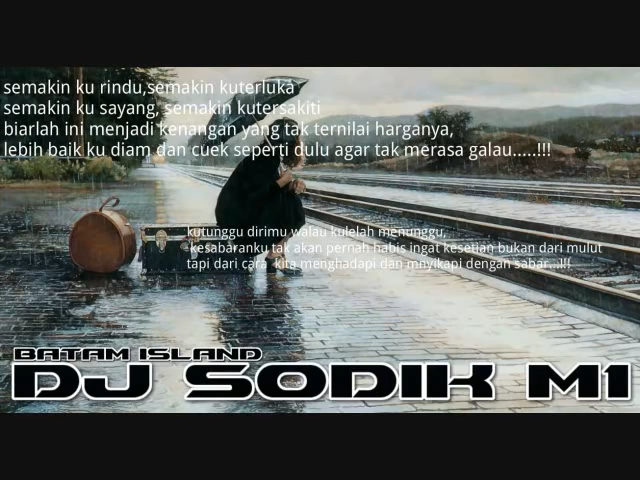 semakin ku rindu,semakin kuterluka
semakin ku sayang, semakin kutersakiti
biarlah ini menjadi kenangan yang tak ternilai harganya,
lebih baik ku diam dan cuek seperti dulu agar tak merasa galau.....!!!
kutunggu dirimu walau kulelah menunggu,
kesabaranku tak akan pernah habis ingat kesetian bukan dari mulut
tapi dari cara kita menghadapi dan mnyikapi dengan sabar...!!!
BATAM ISLAND
DJ SODIK M1